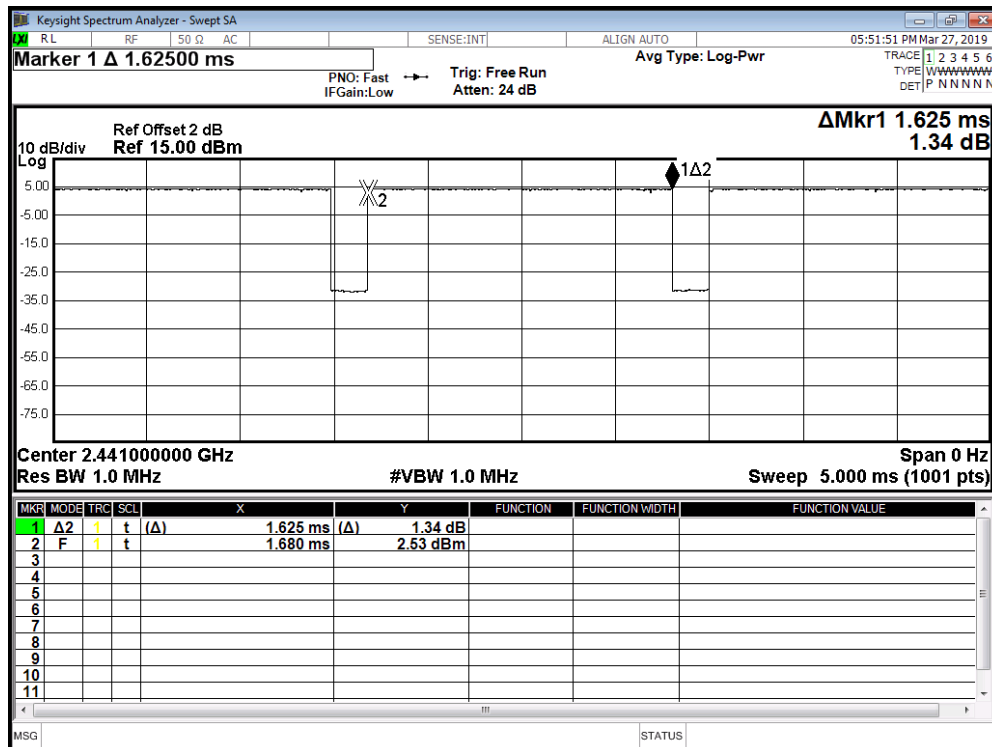 Keysight Spectrum Analyzer - Swept SA
LXI RL RF 50 Ω AC SENSE:INT ALIGN AUTO 05:51:51 PM Mar 27, 2019
Marker 1 Δ 1.62500 ms
PNO: Fast
IFGain:Low
Trig: Free Run
Atten: 24 dB
Avg Type: Log-Pwr
TRACE 1 2 3 4 5 6
TYPE WWWWWW
DET P N N N N N
ΔMkr1 1.625 ms
1.34 dB
Ref Offset 2 dB
10 dB/div Ref 15.00 dBm
Log
5.00
-5.00
-15.0
-25.0
-35.0
-45.0
-55.0
-65.0
-75.0
1Δ2
2
Center 2.441000000 GHz Span 0 Hz
Res BW 1.0 MHz #VBW 1.0 MHz Sweep 5.000 ms (1001 pts)
MKR MODE TRC SCL X Y FUNCTION FUNCTION WIDTH FUNCTION VALUE
1 Δ2 1 t (Δ) 1.625 ms (Δ) 1.34 dB
2 F 1 t 1.680 ms 2.53 dBm
3
4
5
6
7
8
9
10
11
MSG STATUS